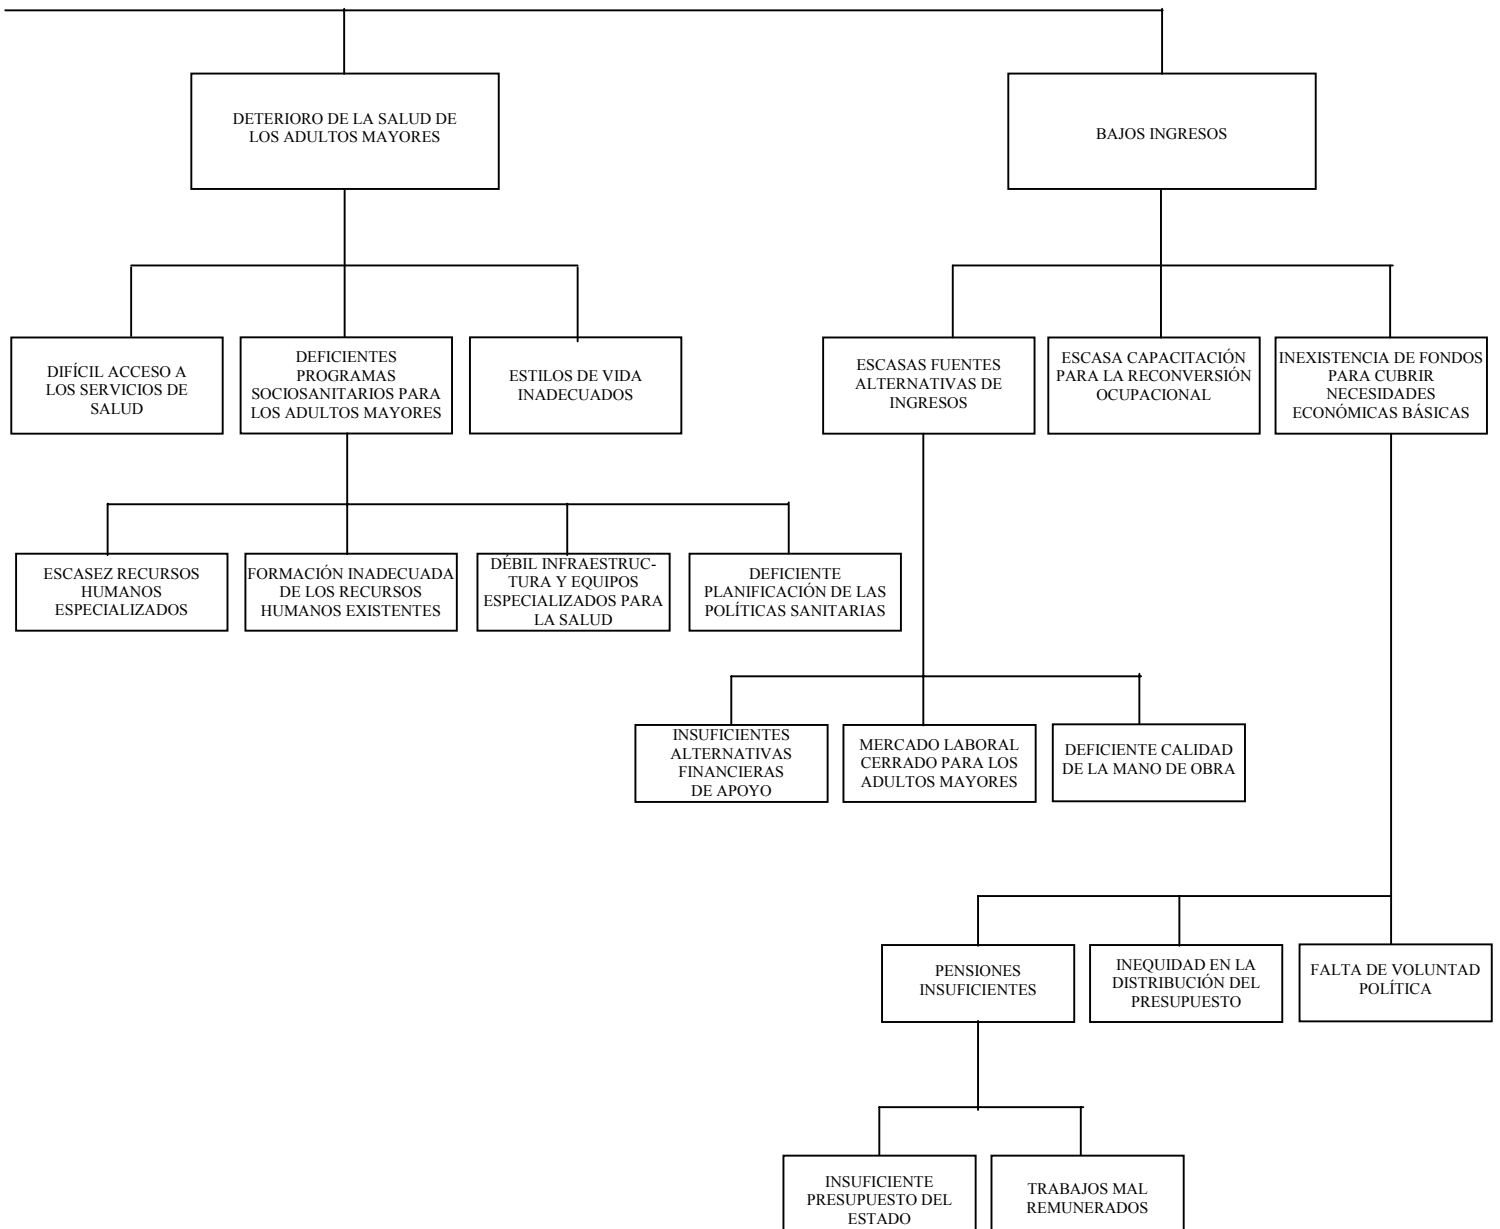 DETERIORO DE LA SALUD DE
LOS ADULTOS MAYORES
BAJOS INGRESOS
DIFÍCIL ACCESO A
LOS SERVICIOS DE
SALUD
DEFICIENTES
PROGRAMAS
SOCIOSANITARIOS PARA
LOS ADULTOS MAYORES
ESTILOS DE VIDA
INADECUADOS
ESCASAS FUENTES
ALTERNATIVAS DE
INGRESOS
ESCASA CAPACITACIÓN
PARA LA RECONVERSIÓN
OCUPACIONAL
INEXISTENCIA DE FONDOS
PARA CUBRIR
NECESIDADES
ECONÓMICAS BÁSICAS
ESCASEZ RECURSOS
HUMANOS
ESPECIALIZADOS
FORMACIÓN INADECUADA
DE LOS RECURSOS
HUMANOS EXISTENTES
DÉBIL INFRAESTRUC-
TURA Y EQUIPOS
ESPECIALIZADOS PARA
LA SALUD
DEFICIENTE
PLANIFICACIÓN DE LAS
POLÍTICAS SANITARIAS
INSUFICIENTES
ALTERNATIVAS
FINANCIERAS
DE APOYO
MERCADO LABORAL
CERRADO PARA LOS
ADULTOS MAYORES
DEFICIENTE CALIDAD
DE LA MANO DE OBRA
PENSIONES
INSUFICIENTES
INEQUIDAD EN LA
DISTRIBUCIÓN DEL
PRESUPUESTO
FALTA DE VOLUNTAD
POLÍTICA
INSUFICIENTE
PRESUPUESTO DEL
ESTADO
TRABAJOS MAL
REMUNERADOS